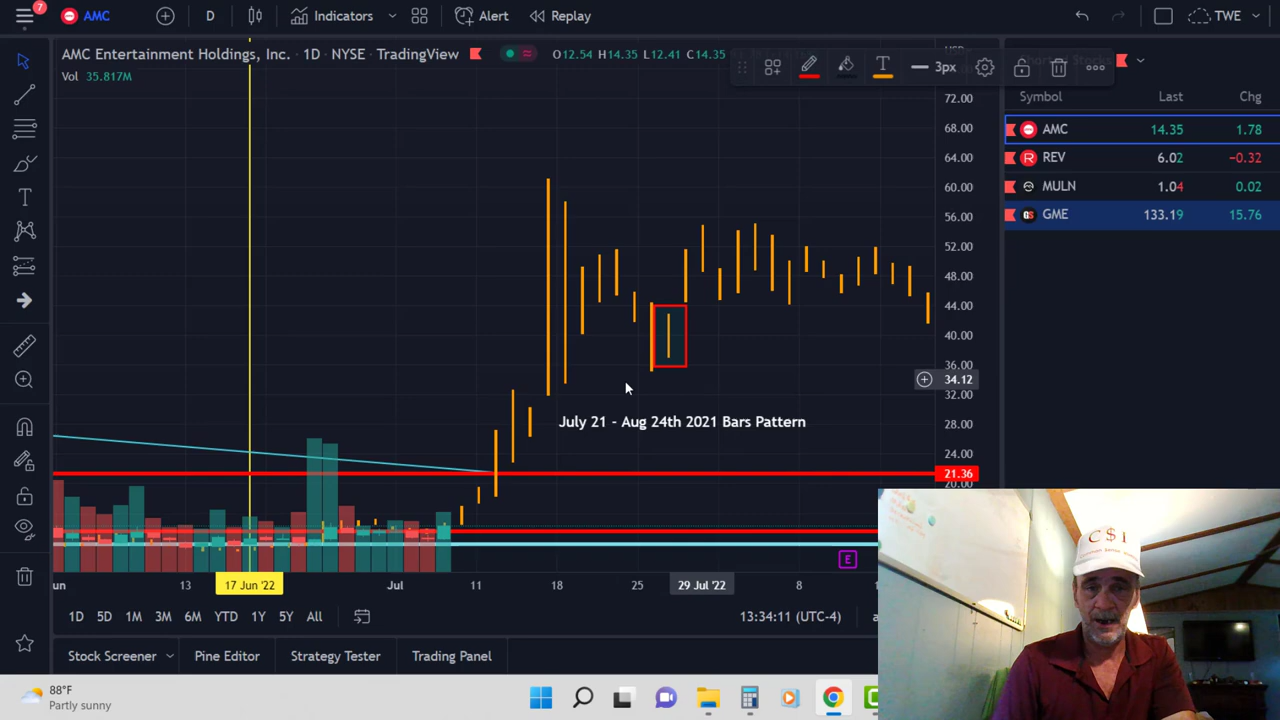 7
AMC
D
Indicators
Alert
Replay
TWE
AMC Entertainment Holdings, Inc. · 1D · NYSE · TradingView
O12.54 H14.35 L12.41 C14.35
Vol 35.817M
3px
Symbol Last Chg
AMC 14.35 1.78
REV 6.02 −0.32
MULN 1.04 0.02
GME 133.19 15.76
72.00
68.00
64.00
60.00
56.00
52.00
48.00
44.00
40.00
36.00
34.12
32.00
28.00
24.00
21.36
20.00
July 21 - Aug 24th 2021 Bars Pattern
E
13
17 Jun '22
Jul
11
18
25
29 Jul '22
8
1D 5D 1M 3M 6M YTD 1Y 5Y All
13:34:11 (UTC-4)
Stock Screener
Pine Editor
Strategy Tester
Trading Panel
CSI
88°F
Partly sunny